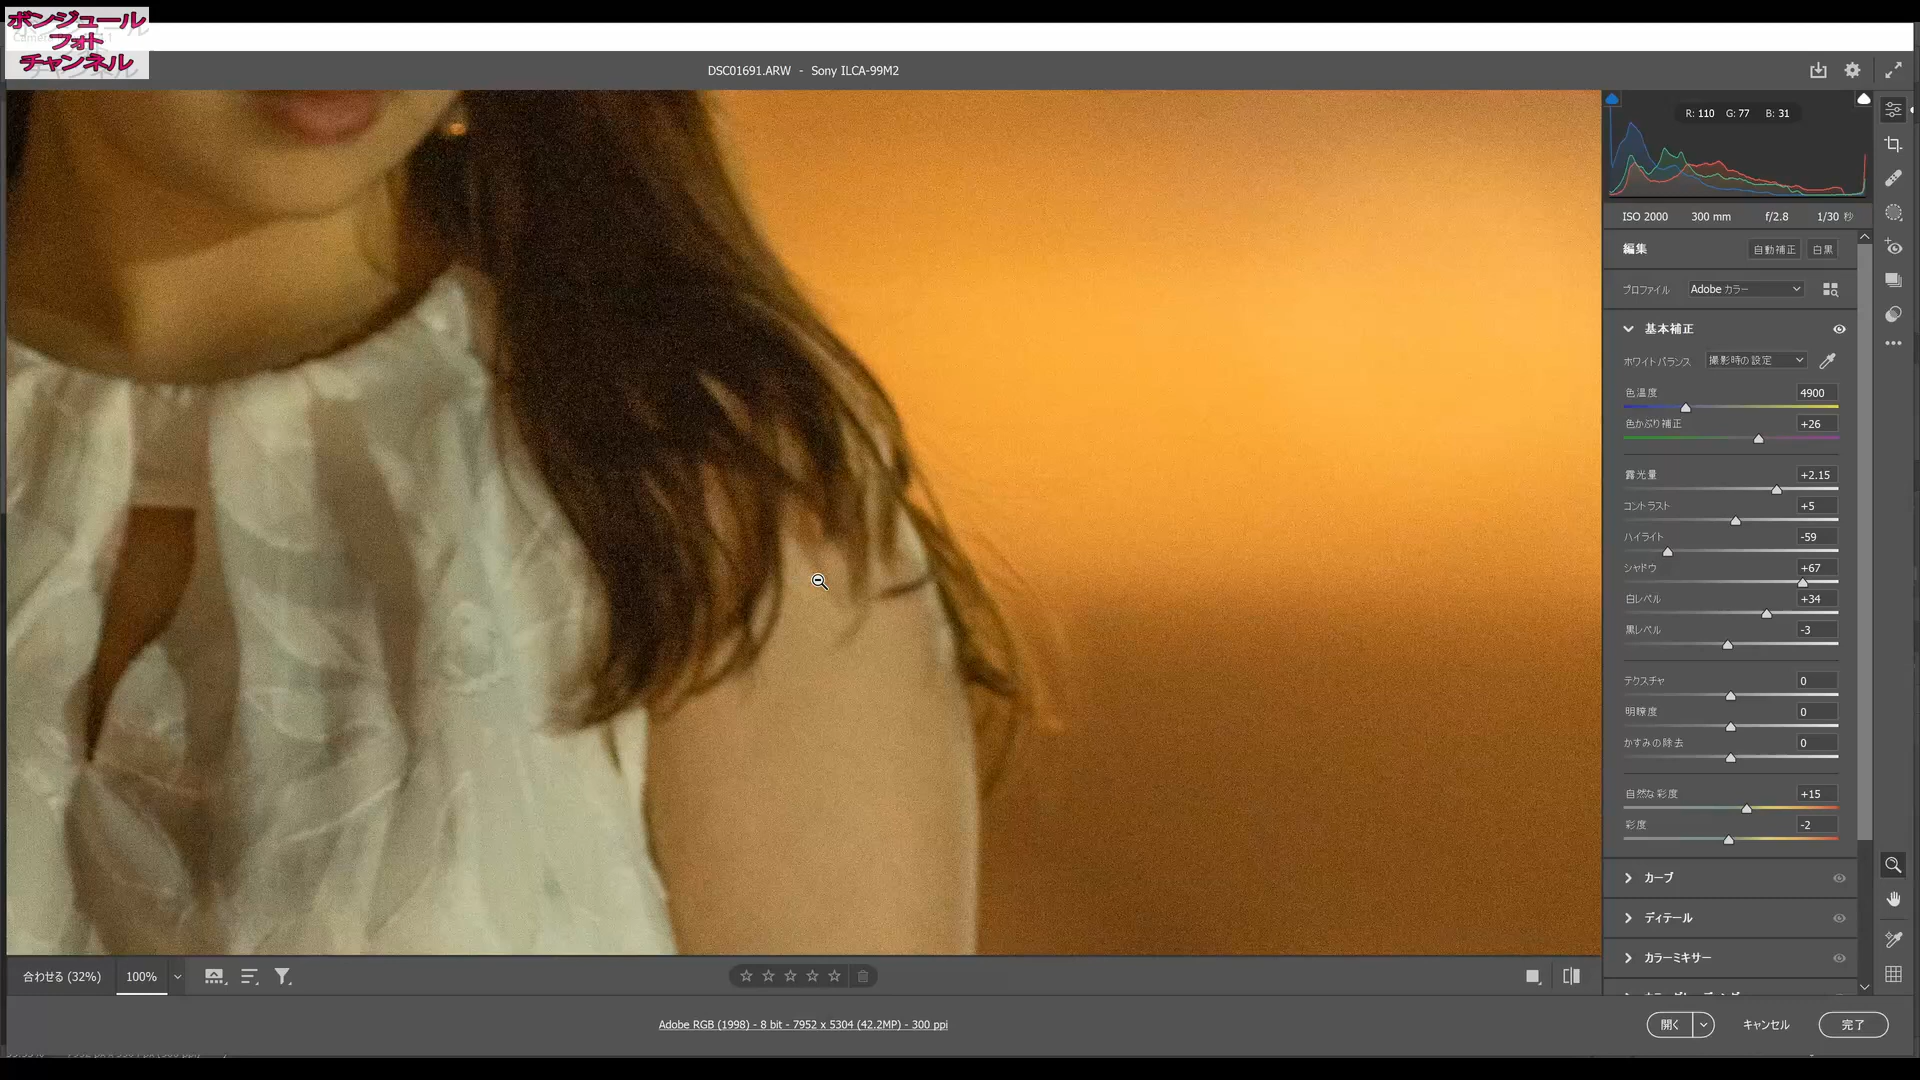 ボンジュール
フォト
チャンネル
DSC01691.ARW - Sony ILCA-99M2
R: 110 G: 77 B: 31
ISO 2000 300 mm f/2.8 1/30 秒
編集 自動補正 白黒
プロファイル Adobe カラー
基本補正
ホワイトバランス 撮影時の設定
色温度 4900
色かぶり補正 +26
露光量 +2.15
コントラスト +5
ハイライト -59
シャドウ +67
白レベル +34
黒レベル -3
テクスチャ 0
明瞭度 0
かすみの除去 0
自然な彩度 +15
彩度 -2
カーブ
ディテール
カラーミキサー
合わせる (32%) 100%
Adobe RGB (1998) - 8 bit - 7952 x 5304 (42.2MP) - 300 ppi
開く キャンセル 完了